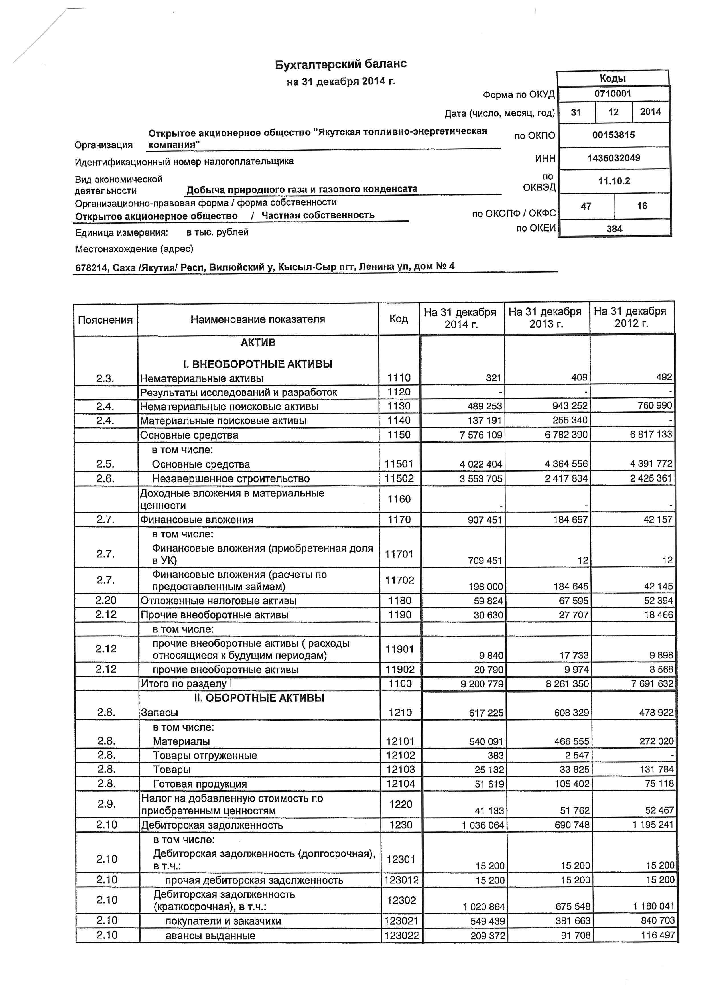 Бухгалтерский баланс
на 31 декабря 2014 г.
Коды
Форма по ОКУД 0710001
Дата (число, месяц, год) 31 12 2014
Открытое акционерное общество "Якутская топливно-энергетическая
Организация компания" по ОКПО 00153815
Идентификационный номер налогоплательщика ИНН 1435032049
Вид экономической
деятельности Добыча природного газа и газового конденсата по ОКВЭД 11.10.2
Организационно-правовая форма / форма собственности
Открытое акционерное общество / Частная собственность по ОКОПФ / ОКФС 47 16
Единица измерения: в тыс. рублей по ОКЕИ 384
Местонахождение (адрес)
678214, Саха /Якутия/ Респ, Вилюйский у, Кысыл-Сыр пгт, Ленина ул, дом № 4
Пояснения Наименование показателя Код На 31 декабря 2014 г. На 31 декабря 2013 г. На 31 декабря 2012 г.
АКТИВ
I. ВНЕОБОРОТНЫЕ АКТИВЫ
2.3. Нематериальные активы 1110 321 409 492
Результаты исследований и разработок 1120 - - -
2.4. Нематериальные поисковые активы 1130 489 253 943 252 760 990
2.4. Материальные поисковые активы 1140 137 191 255 340 -
Основные средства 1150 7 576 109 6 782 390 6 817 133
в том числе:
2.5. Основные средства 11501 4 022 404 4 364 556 4 391 772
2.6. Незавершенное строительство 11502 3 553 705 2 417 834 2 425 361
Доходные вложения в материальные
ценности 1160 - - -
2.7. Финансовые вложения 1170 907 451 184 657 42 157
в том числе:
Финансовые вложения (приобретенная доля
2.7. в УК) 11701 709 451 12 12
Финансовые вложения (расчеты по
2.7. предоставленным займам) 11702 198 000 184 645 42 145
2.20 Отложенные налоговые активы 1180 59 824 67 595 52 394
2.12 Прочие внеоборотные активы 1190 30 630 27 707 18 466
в том числе:
прочие внеоборотные активы ( расходы
2.12 относящиеся к будущим периодам) 11901 9 840 17 733 9 898
2.12 прочие внеоборотные активы 11902 20 790 9 974 8 568
Итого по разделу I 1100 9 200 779 8 261 350 7 691 632
II. ОБОРОТНЫЕ АКТИВЫ
2.8. Запасы 1210 617 225 608 329 478 922
в том числе:
2.8. Материалы 12101 540 091 466 555 272 020
2.8. Товары отгруженные 12102 383 2 547 -
2.8. Товары 12103 25 132 33 825 131 784
2.8. Готовая продукция 12104 51 619 105 402 75 118
Налог на добавленную стоимость по
2.9. приобретенным ценностям 1220 41 133 51 762 52 467
2.10 Дебиторская задолженность 1230 1 036 064 690 748 1 195 241
в том числе:
Дебиторская задолженность (долгосрочная),
2.10 в т.ч.: 12301 15 200 15 200 15 200
2.10 прочая дебиторская задолженность 123012 15 200 15 200 15 200
Дебиторская задолженность
2.10 (краткосрочная), в т.ч.: 12302 1 020 864 675 548 1 180 041
2.10 покупатели и заказчики 123021 549 439 381 663 840 703
2.10 авансы выданные 123022 209 372 91 708 116 497